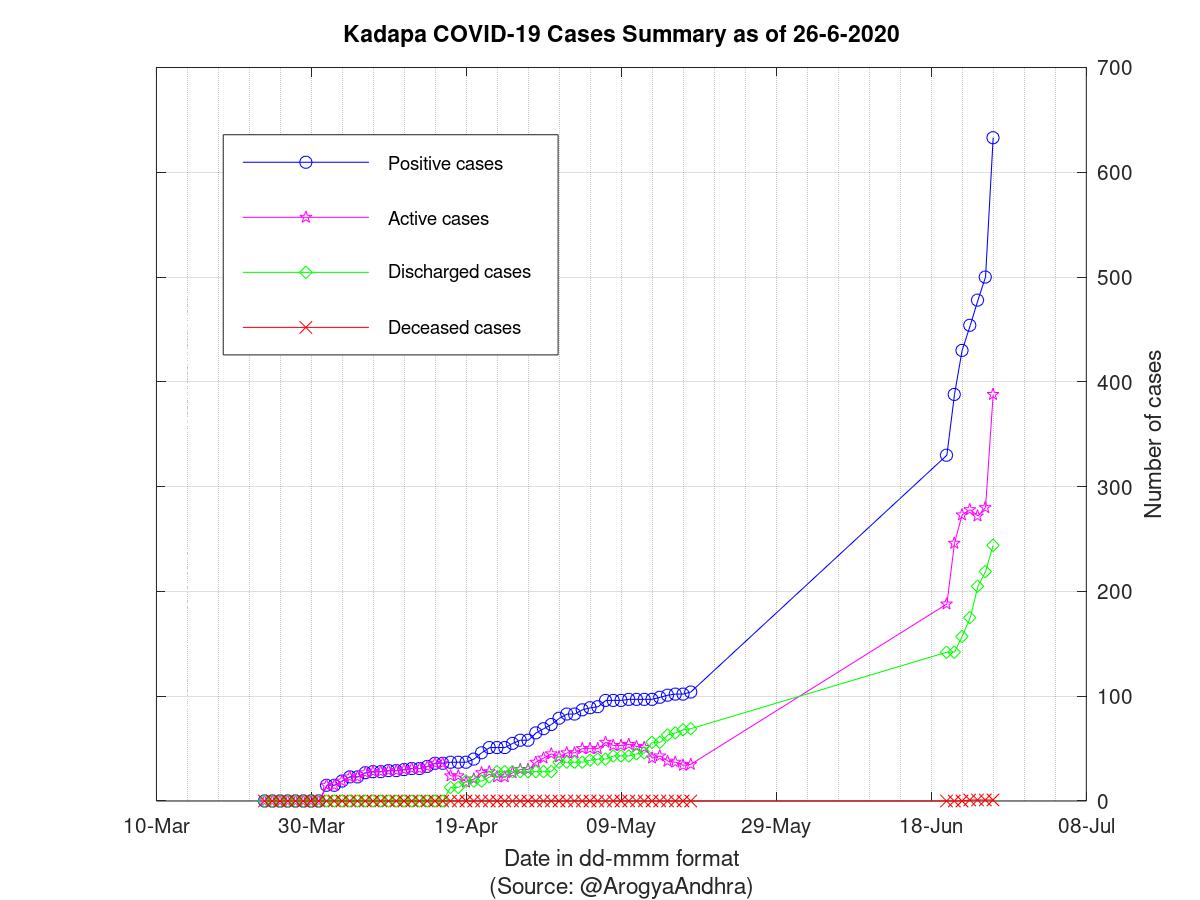 Kadapa COVID-19 Cases Summary as of 26-6-2020
700
Positive cases
600
Active cases
500
Discharged cases
Deceased cases
400
Number of cases
300
200
100
0
10-Mar 30-Mar 19-Apr 09-May 29-May 18-Jun 08-Jul
Date in dd-mmm format
(Source: @ArogyaAndhra)